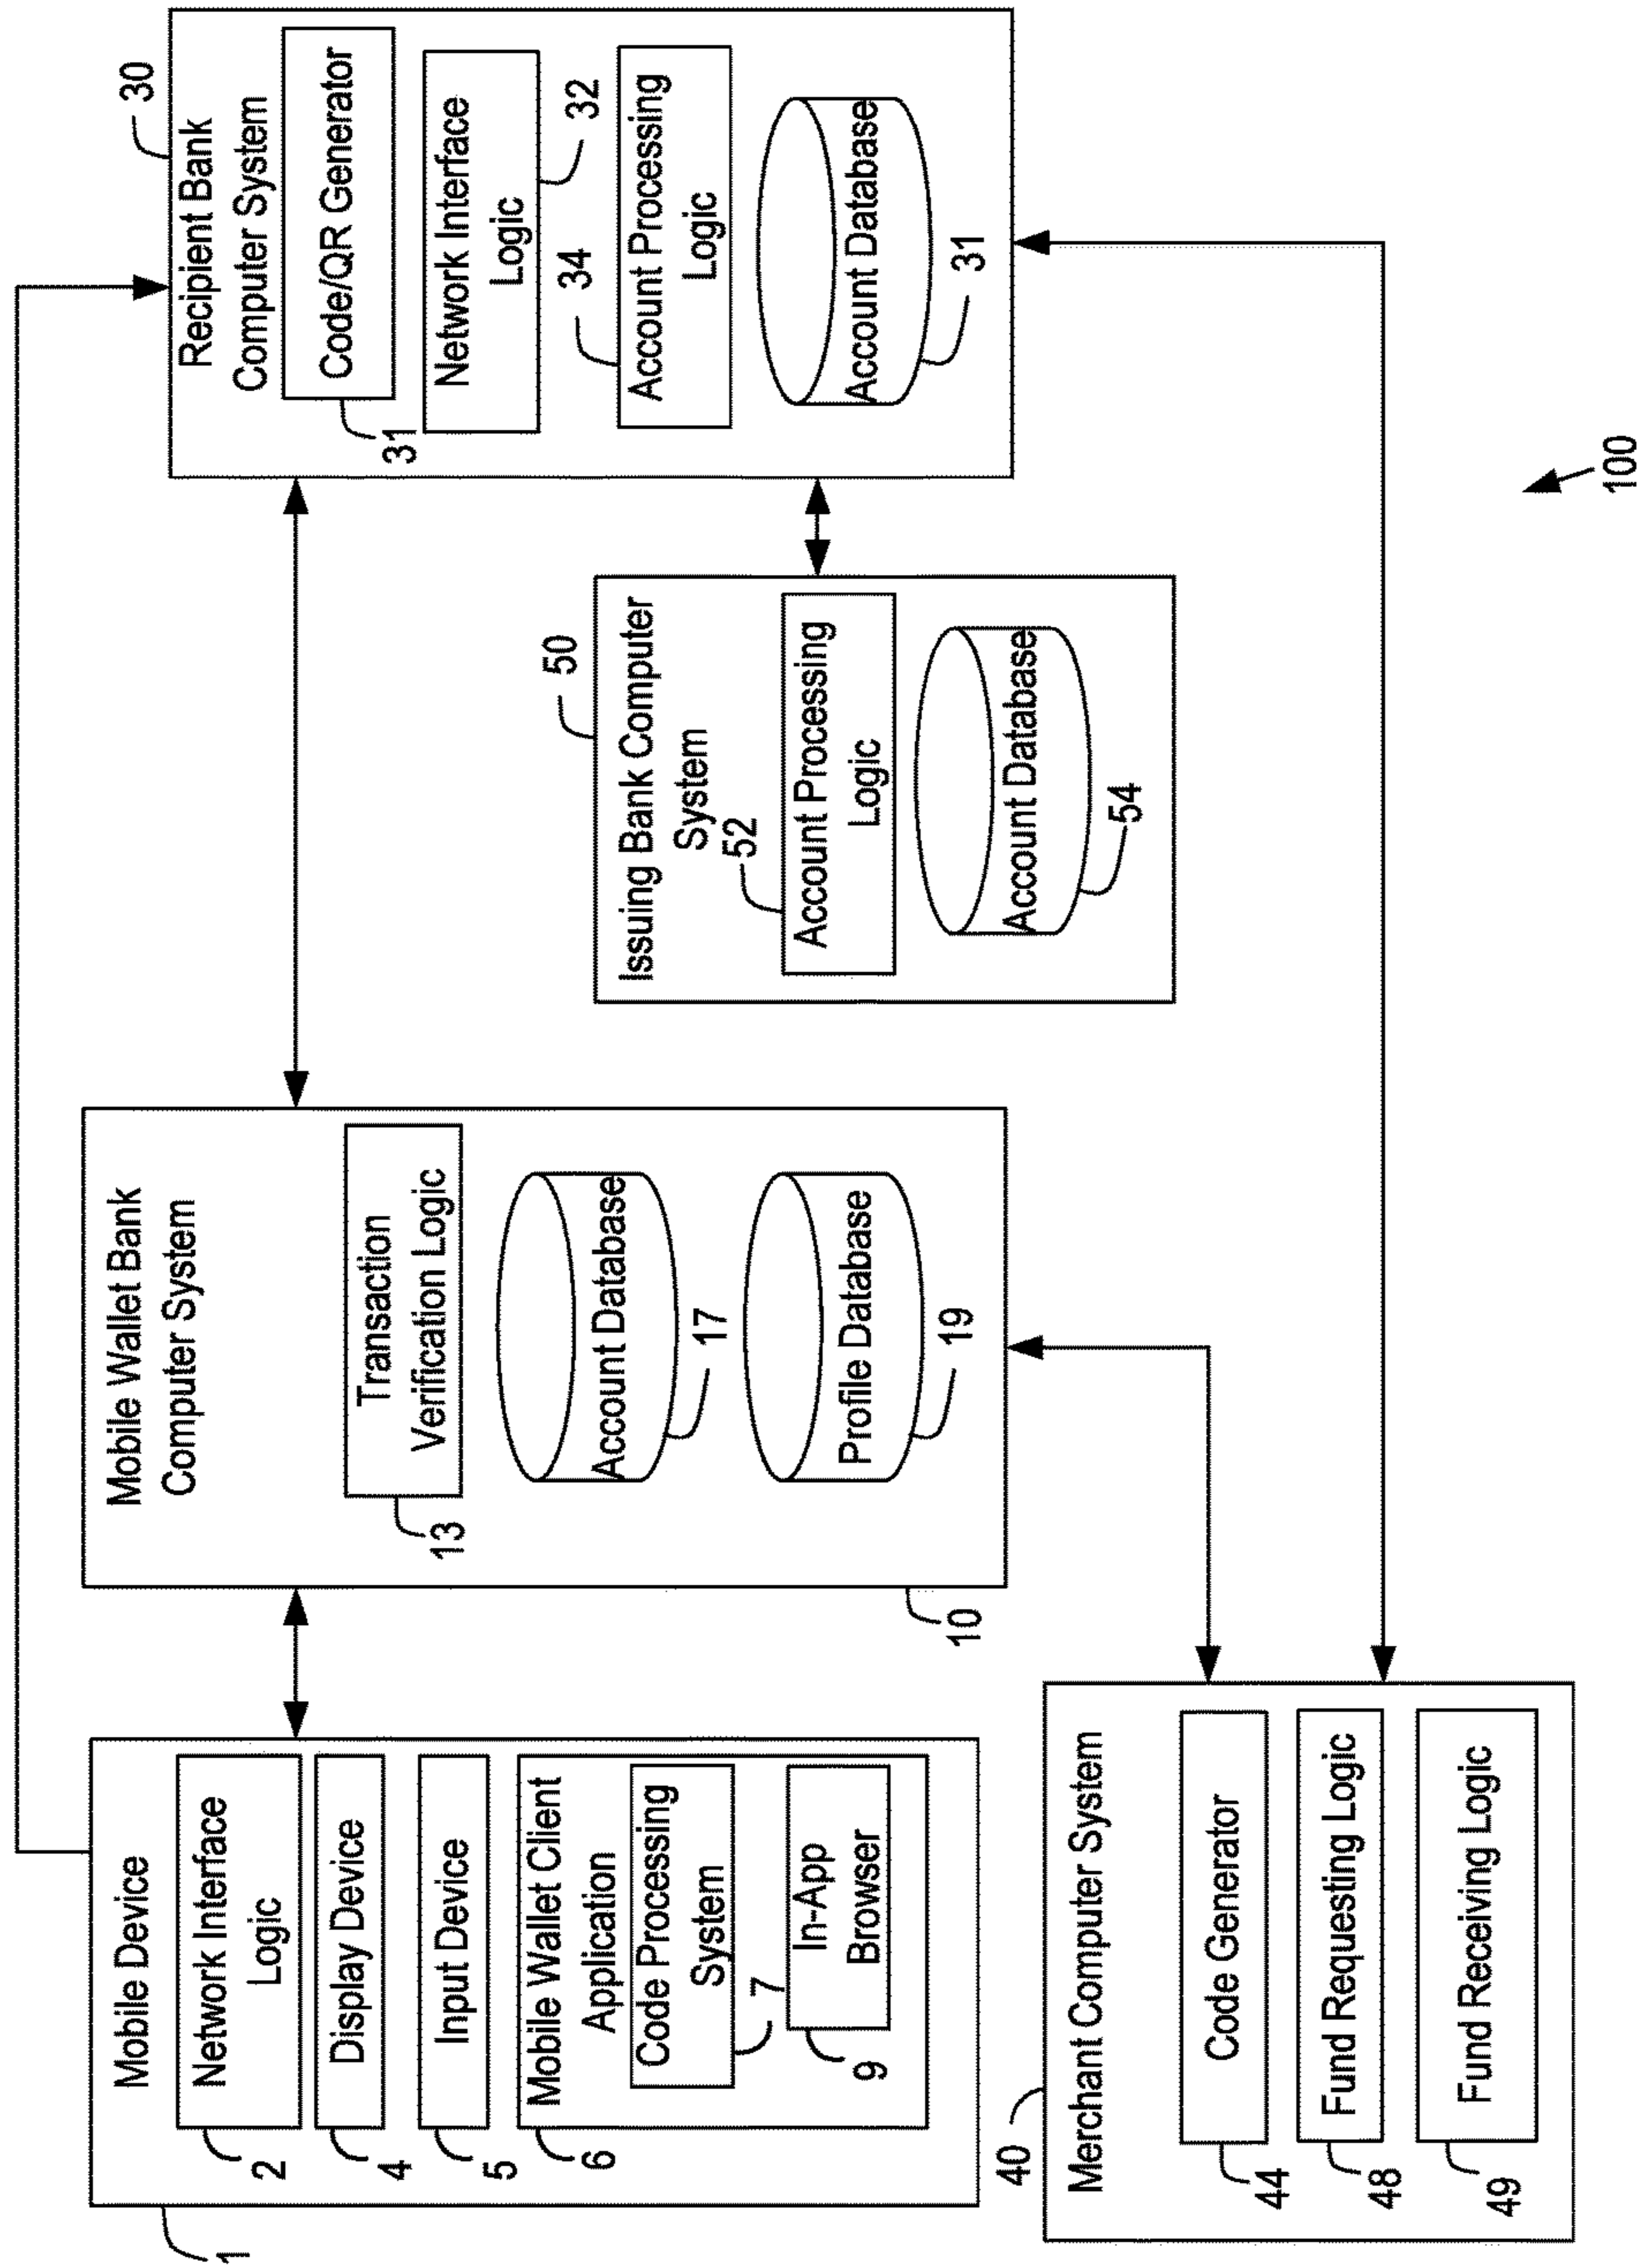 Mobile Device
1
Network Interface
Logic
2
Display Device
4
Input Device
5
Mobile Wallet Client
Application
6
Code Processing
System
7
In-App
Browser
9
Mobile Wallet Bank
Computer System
10
Transaction
Verification Logic
13
Account Database
17
Profile Database
19
Recipient Bank
Computer System
30
Code/QR Generator
31
Network Interface
Logic
32
34
Account Processing
Logic
Account Database
31
50
Issuing Bank Computer
System
52
Account Processing
Logic
Account Database
54
40
Merchant Computer System
Code Generator
44
Fund Requesting Logic
48
Fund Receiving Logic
49
100